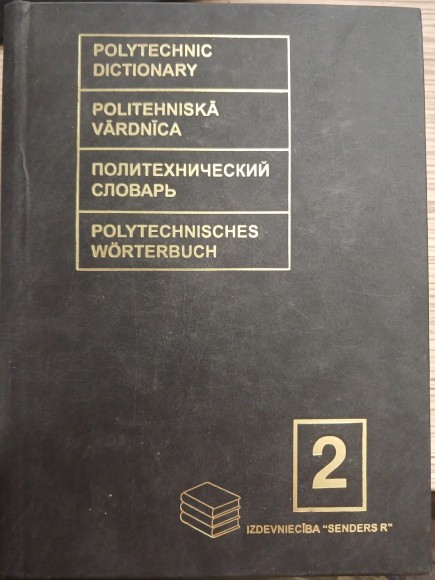 POLYTECHNIC
DICTIONARY
POLITEHNISKĀ
VĀRDNĪCA
ПОЛИТЕХНИЧЕСКИЙ
СЛОВАРЬ
POLYTECHNISCHES
WÖRTERBUCH
2
IZDEVNIECĪBA "SENDERS R"